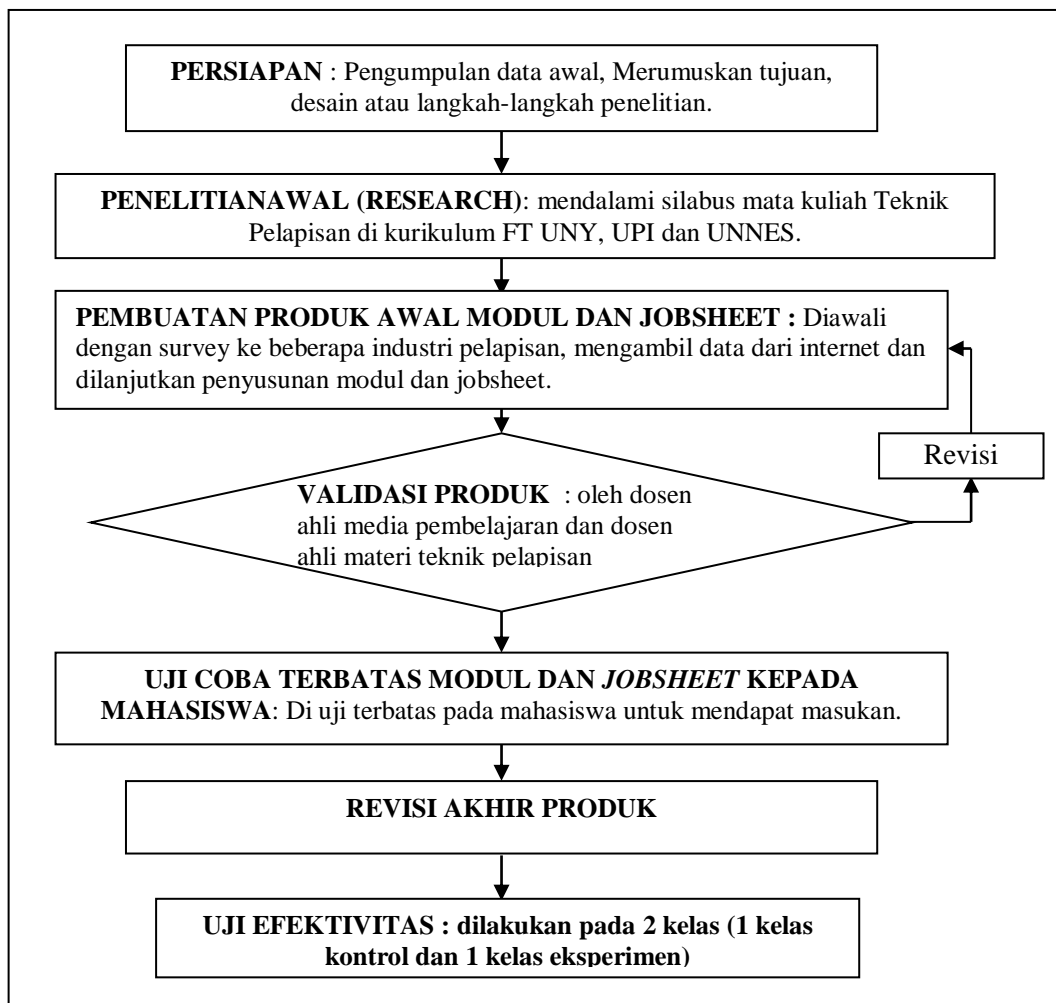 PERSIAPAN : Pengumpulan data awal, Merumuskan tujuan,
desain atau langkah-langkah penelitian.
PENELITIANAWAL (RESEARCH): mendalami silabus mata kuliah Teknik
Pelapisan di kurikulum FT UNY, UPI dan UNNES.
PEMBUATAN PRODUK AWAL MODUL DAN JOBSHEET : Diawali
dengan survey ke beberapa industri pelapisan, mengambil data dari internet dan
dilanjutkan penyusunan modul dan jobsheet.
Revisi
VALIDASI PRODUK : oleh dosen
ahli media pembelajaran dan dosen
ahli materi teknik pelapisan
UJI COBA TERBATAS MODUL DAN JOBSHEET KEPADA
MAHASISWA: Di uji terbatas pada mahasiswa untuk mendapat masukan.
REVISI AKHIR PRODUK
UJI EFEKTIVITAS : dilakukan pada 2 kelas (1 kelas
kontrol dan 1 kelas eksperimen)